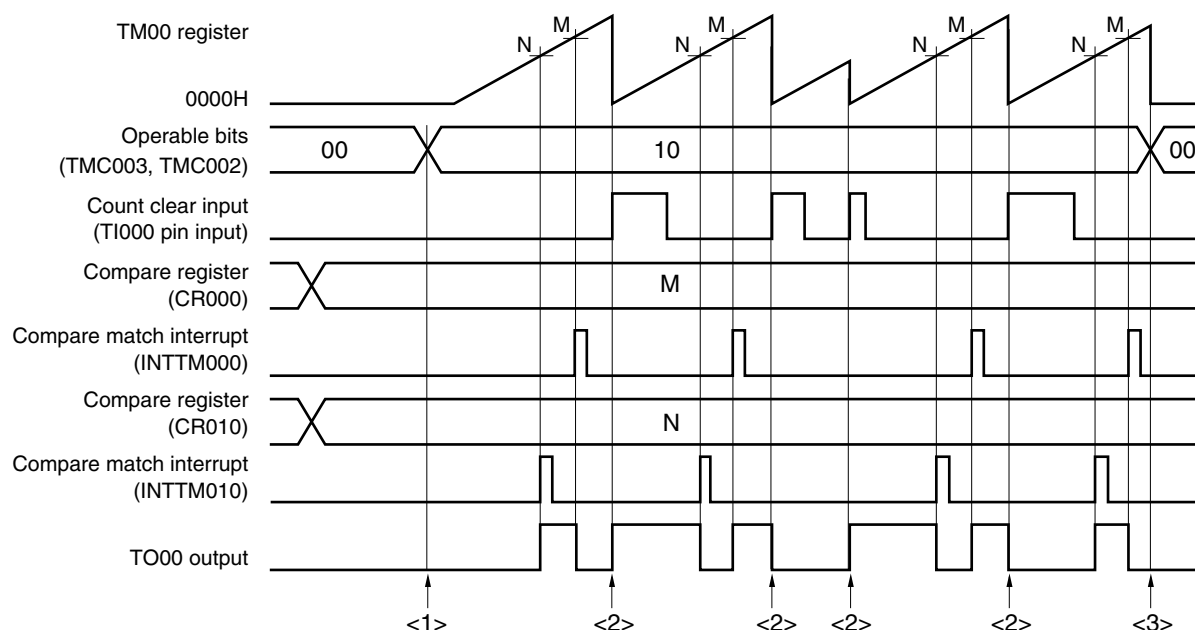 TM00 register
N M N M N M N M
0000H
Operable bits
(TMC003, TMC002)
00 10 00
Count clear input
(TI000 pin input)
Compare register
(CR000)
M
Compare match interrupt
(INTTM000)
Compare register
(CR010)
N
Compare match interrupt
(INTTM010)
TO00 output
<1> <2> <2> <2> <2> <3>